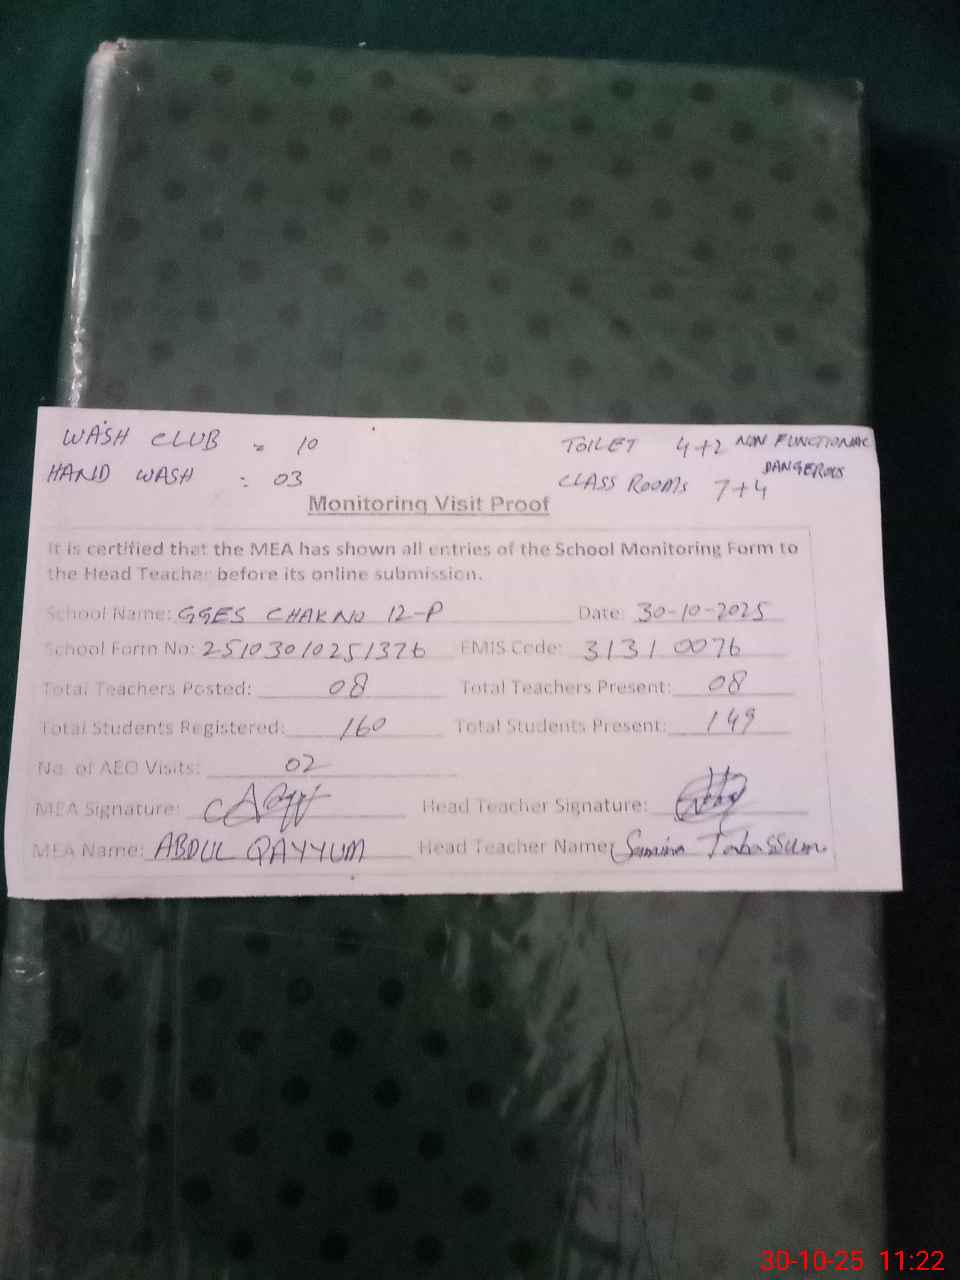 WASH CLUB = 10
TOILET 4+2 NON FUNCTIONAL
HAND WASH : 03
CLASS ROOMS 7+4 DANGEROUS
Monitoring Visit Proof
It is certified that the MEA has shown all entries of the School Monitoring Form to
the Head Teacher before its online submission.
School Name: GGES CHAK NO 12-P Date: 30-10-2025
School Form No: 25103010251376 EMIS Code: 31310076
Total Teachers Posted: 08 Total Teachers Present: 08
Total Students Registered: 160 Total Students Present: 149
No. of AEO Visits: 02
MEA Signature: Head Teacher Signature:
MEA Name: ABDUL QAYYUM Head Teacher Name: Samina Tabassum
30-10-25 11:22